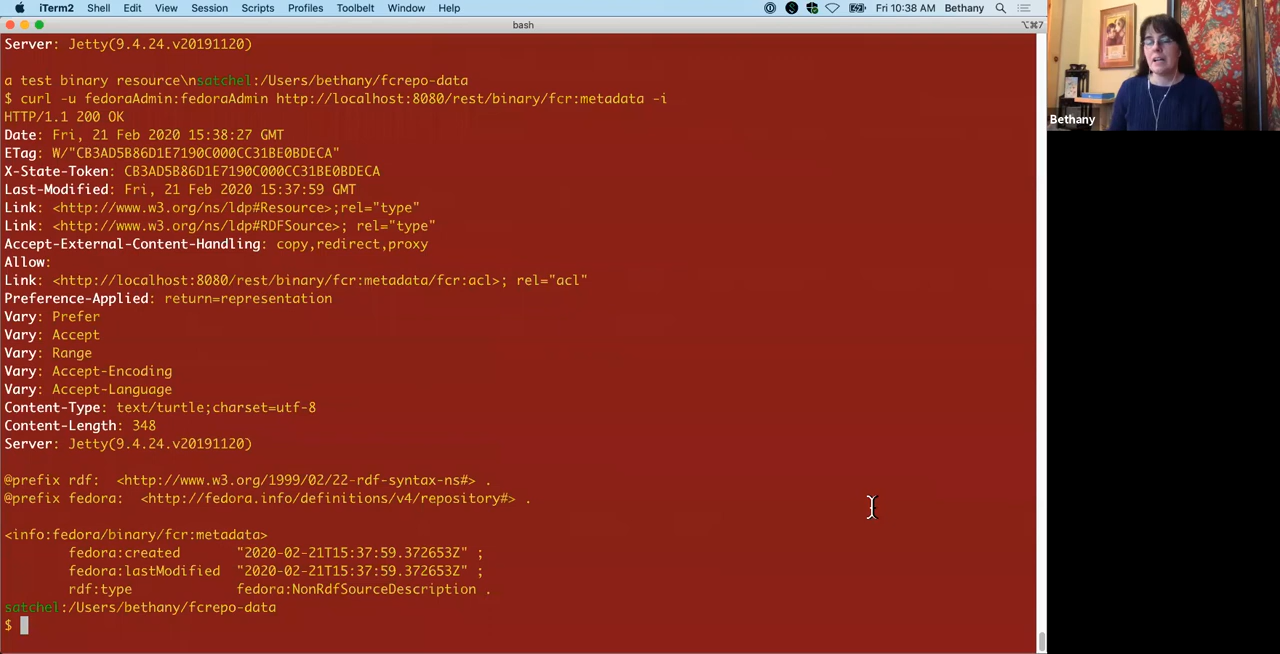 iTerm2 Shell Edit View Session Scripts Profiles Toolbelt Window Help Fri 10:38 AM Bethany
bash ⌥⌘7
Server: Jetty(9.4.24.v20191120)
a test binary resource\nsatchel:/Users/bethany/fcrepo-data
$ curl -u fedoraAdmin:fedoraAdmin http://localhost:8080/rest/binary/fcr:metadata -i
HTTP/1.1 200 OK
Date: Fri, 21 Feb 2020 15:38:27 GMT
ETag: W/"CB3AD5B86D1E7190C000CC31BE0BDECA"
X-State-Token: CB3AD5B86D1E7190C000CC31BE0BDECA
Last-Modified: Fri, 21 Feb 2020 15:37:59 GMT
Link: <http://www.w3.org/ns/ldp#Resource>;rel="type"
Link: <http://www.w3.org/ns/ldp#RDFSource>; rel="type"
Accept-External-Content-Handling: copy,redirect,proxy
Allow:
Link: <http://localhost:8080/rest/binary/fcr:metadata/fcr:acl>; rel="acl"
Preference-Applied: return=representation
Vary: Prefer
Vary: Accept
Vary: Range
Vary: Accept-Encoding
Vary: Accept-Language
Content-Type: text/turtle;charset=utf-8
Content-Length: 348
Server: Jetty(9.4.24.v20191120)
@prefix rdf:  <http://www.w3.org/1999/02/22-rdf-syntax-ns#> .
@prefix fedora:  <http://fedora.info/definitions/v4/repository#> .
<info:fedora/binary/fcr:metadata>
fedora:created "2020-02-21T15:37:59.372653Z" ;
fedora:lastModified "2020-02-21T15:37:59.372653Z" ;
rdf:type fedora:NonRdfSourceDescription .
satchel:/Users/bethany/fcrepo-data
$
Bethany